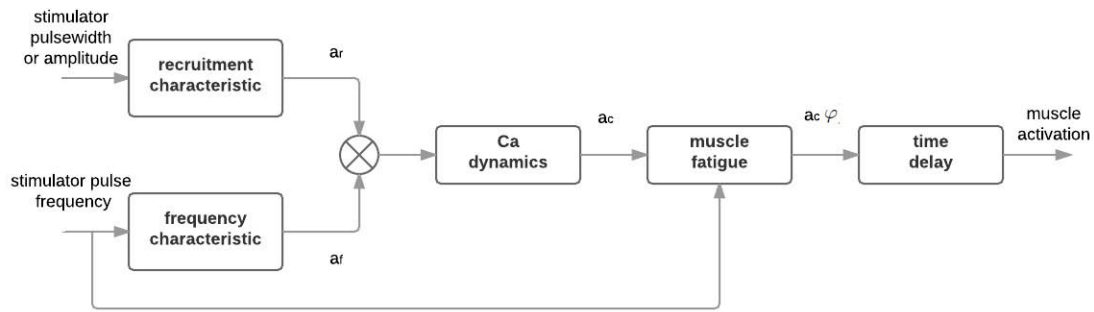 stimulator
pulsewidth
or amplitude
recruitment
characteristic
ar
stimulator pulse
frequency
frequency
characteristic
af
Ca
dynamics
ac
muscle
fatigue
ac φ
time
delay
muscle
activation